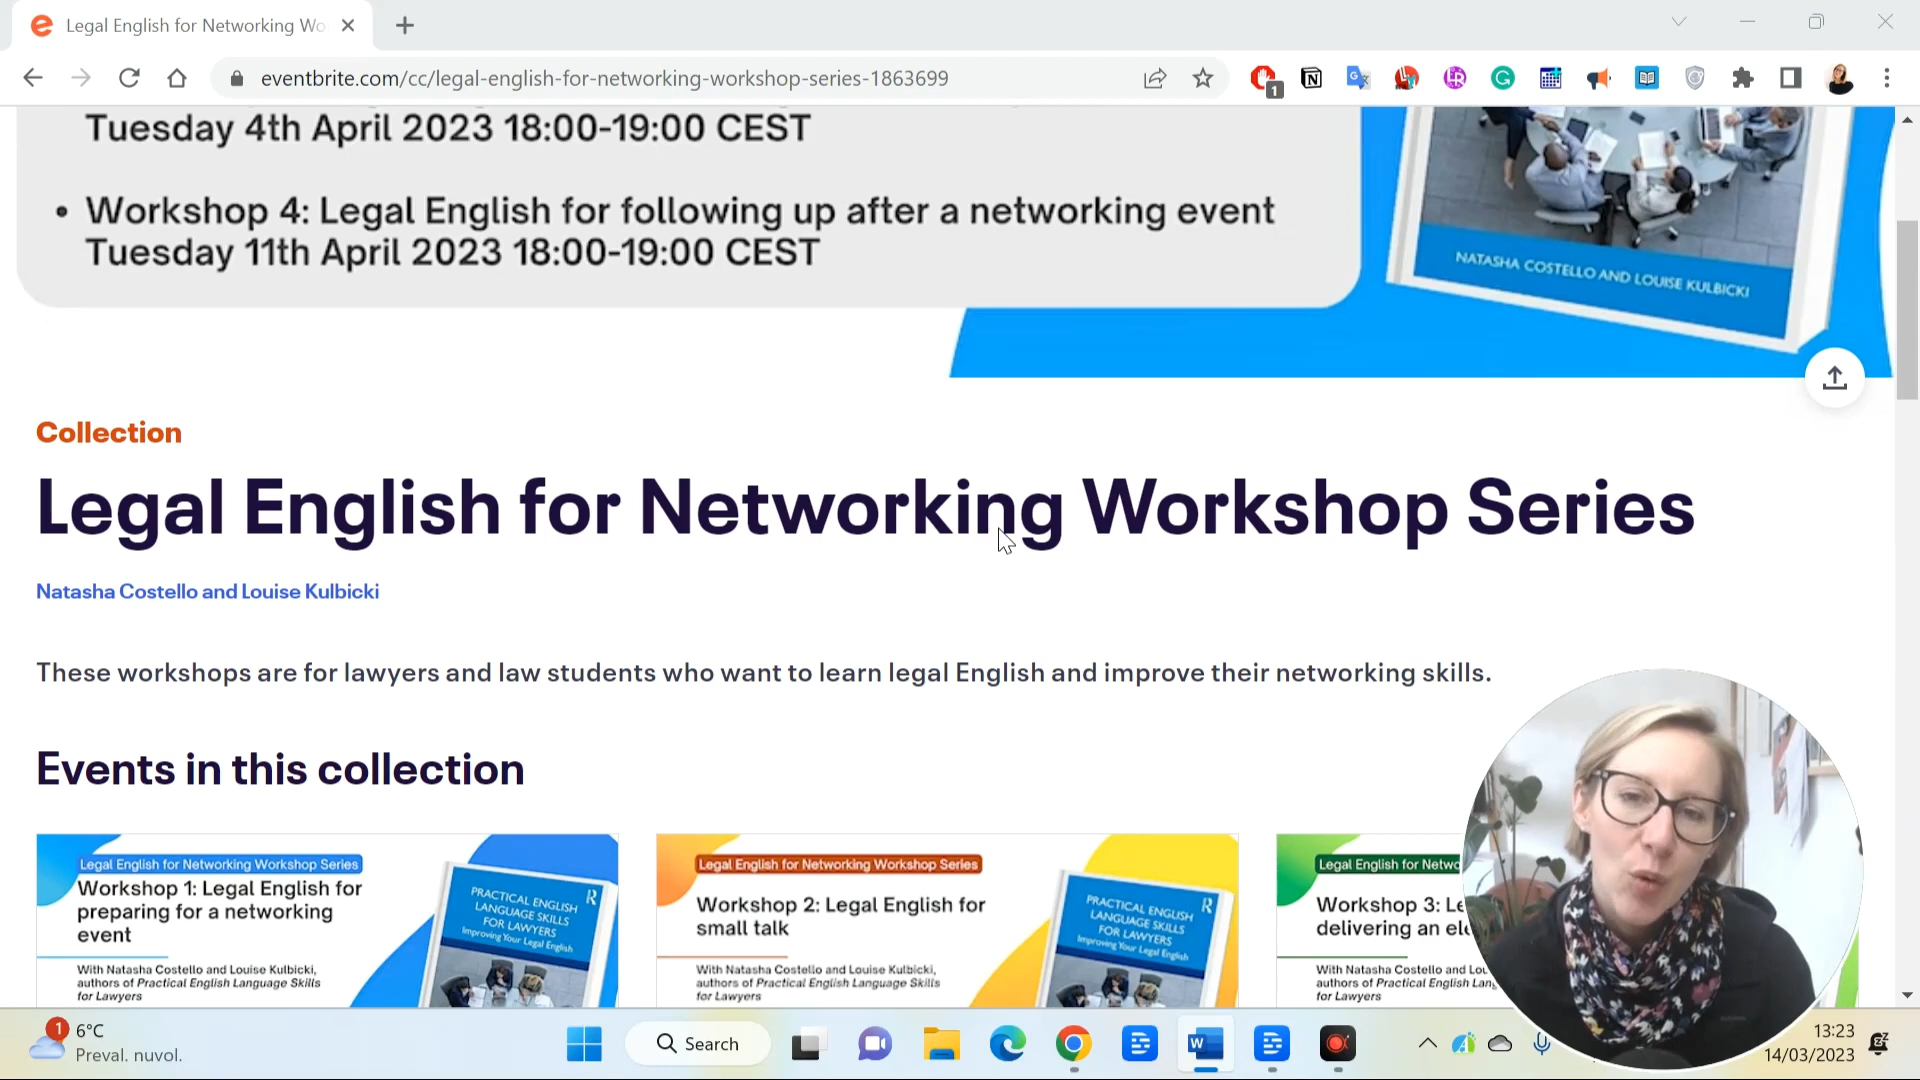 Legal English for Networking Wo
eventbrite.com/cc/legal-english-for-networking-workshop-series-1863699
1
Tuesday 4th April 2023 18:00-19:00 CEST
• Workshop 4: Legal English for following up after a networking event
Tuesday 11th April 2023 18:00-19:00 CEST
NATASHA COSTELLO AND LOUISE KULBICKI
Collection
Legal English for Networking Workshop Series
Natasha Costello and Louise Kulbicki
These workshops are for lawyers and law students who want to learn legal English and improve their networking skills.
Events in this collection
Legal English for Networking Workshop Series
Workshop 1: Legal English for
preparing for a networking
event
With Natasha Costello and Louise Kulbicki,
authors of Practical English Language Skills
for Lawyers
PRACTICAL ENGLISH
LANGUAGE SKILLS
FOR LAWYERS
Improving Your Legal English
Legal English for Networking Workshop Series
Workshop 2: Legal English for
small talk
With Natasha Costello and Louise Kulbicki,
authors of Practical English Language Skills
for Lawyers
PRACTICAL ENGLISH
LANGUAGE SKILLS
FOR LAWYERS
Improving Your Legal English
Legal English for Netwo
Workshop 3: Le
delivering an ele
With Natasha Costello and Lou
authors of Practical English Lang
for Lawyers
1
6°C
Preval. nuvol.
Search
13:23
14/03/2023